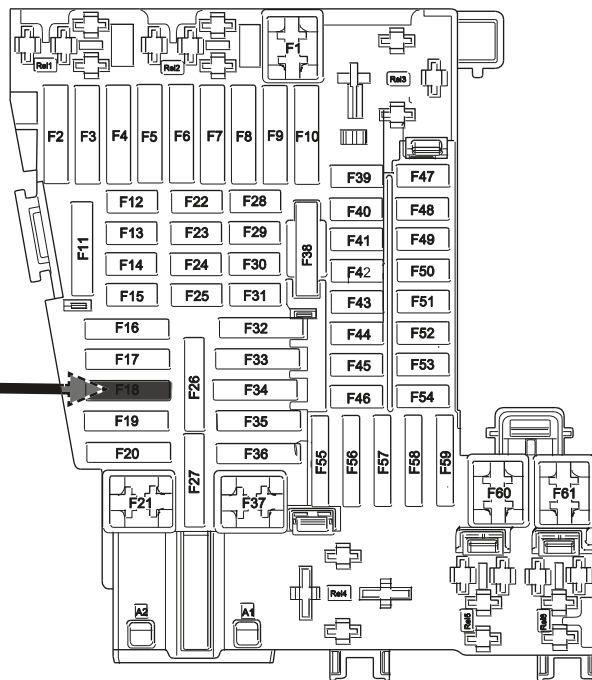 F1
Rel1
Rel2
Rel3
F2 F3 F4 F5 F6 F7 F8 F9 F10
F39 F47
F12 F22 F28
F40 F48
F11
F13 F23 F29
F38
F41 F49
F14 F24 F30
F42 F50
F15 F25 F31
F43 F51
F16 F32
F44 F52
F17 F33
F45 F53
F18
F26
F34
F46 F54
F19 F35
F20 F36
F27
F55 F56 F57 F58 F59
F21 F37
F60 F61
Rel4
A2 A1
Rel5 Rel6